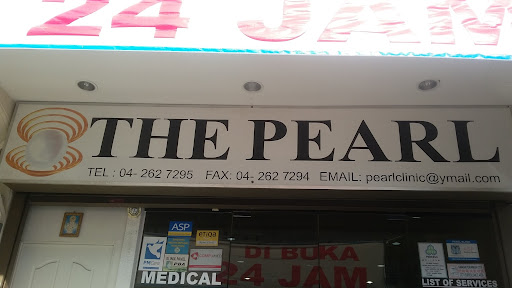 24 JAM
THE PEARL
TEL : 04- 262 7295 FAX: 04- 262 7294 EMAIL: pearlclinic@ymail.com
ASP
etiqa
DI BUKA
24 JAM
MEDICAL
LIST OF SERVICES